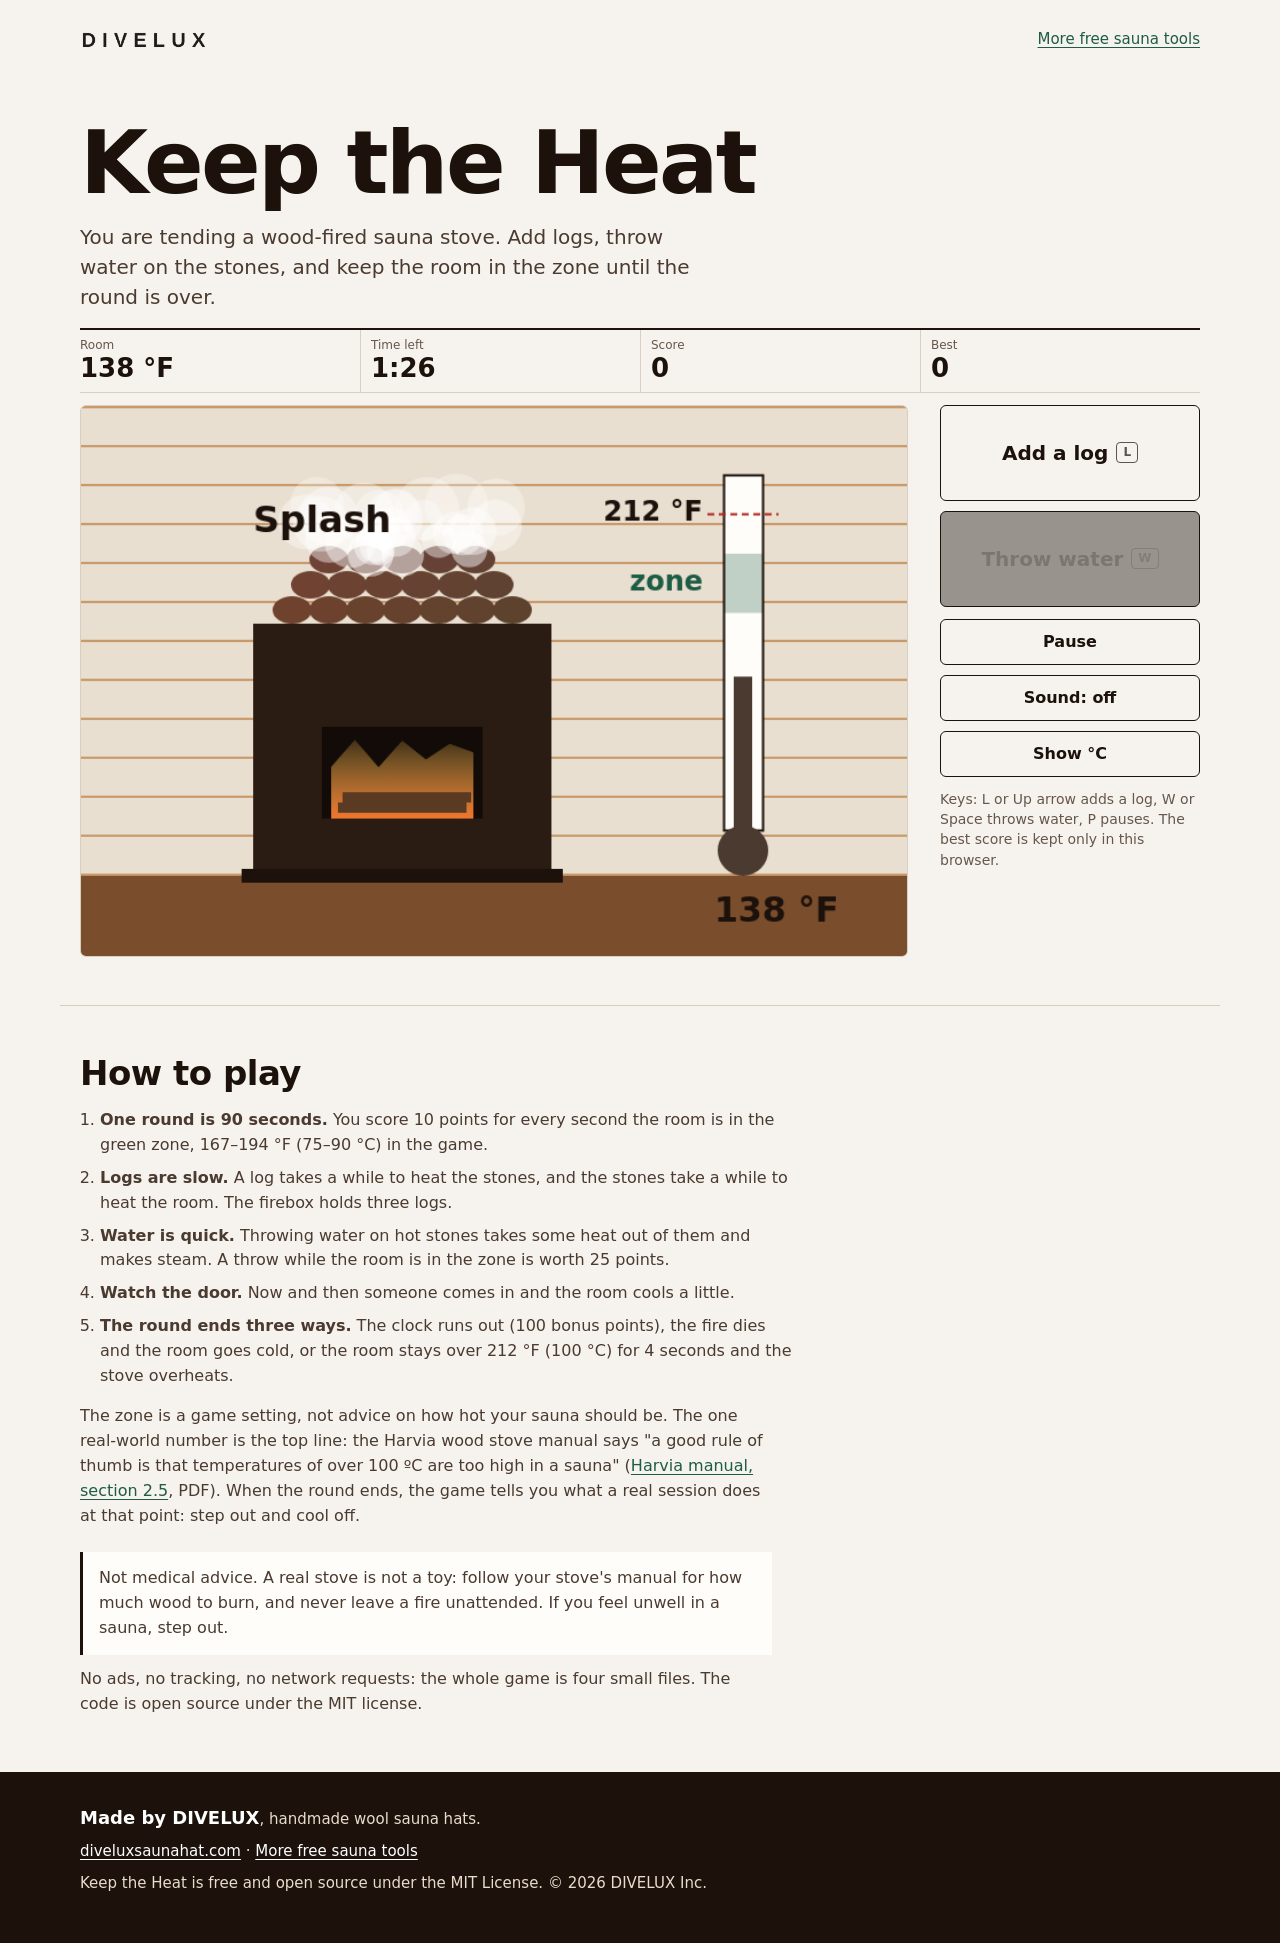 DIVELUX
More free sauna tools
Keep the Heat
You are tending a wood-fired sauna stove. Add logs, throw
water on the stones, and keep the room in the zone until the
round is over.
Room
138 °F
Time left
1:26
Score
0
Best
0
Splash
212 °F
zone
138 °F
Add a log L
Throw water W
Pause
Sound: off
Show °C
Keys: L or Up arrow adds a log, W or
Space throws water, P pauses. The
best score is kept only in this
browser.
How to play
1. One round is 90 seconds. You score 10 points for every second the room is in the
green zone, 167–194 °F (75–90 °C) in the game.
2. Logs are slow. A log takes a while to heat the stones, and the stones take a while to
heat the room. The firebox holds three logs.
3. Water is quick. Throwing water on hot stones takes some heat out of them and
makes steam. A throw while the room is in the zone is worth 25 points.
4. Watch the door. Now and then someone comes in and the room cools a little.
5. The round ends three ways. The clock runs out (100 bonus points), the fire dies
and the room goes cold, or the room stays over 212 °F (100 °C) for 4 seconds and the
stove overheats.
The zone is a game setting, not advice on how hot your sauna should be. The one
real-world number is the top line: the Harvia wood stove manual says "a good rule of
thumb is that temperatures of over 100 ºC are too high in a sauna" (Harvia manual,
section 2.5, PDF). When the round ends, the game tells you what a real session does
at that point: step out and cool off.
Not medical advice. A real stove is not a toy: follow your stove's manual for how
much wood to burn, and never leave a fire unattended. If you feel unwell in a
sauna, step out.
No ads, no tracking, no network requests: the whole game is four small files. The
code is open source under the MIT license.
Made by DIVELUX, handmade wool sauna hats.
diveluxsaunahat.com · More free sauna tools
Keep the Heat is free and open source under the MIT License. © 2026 DIVELUX Inc.